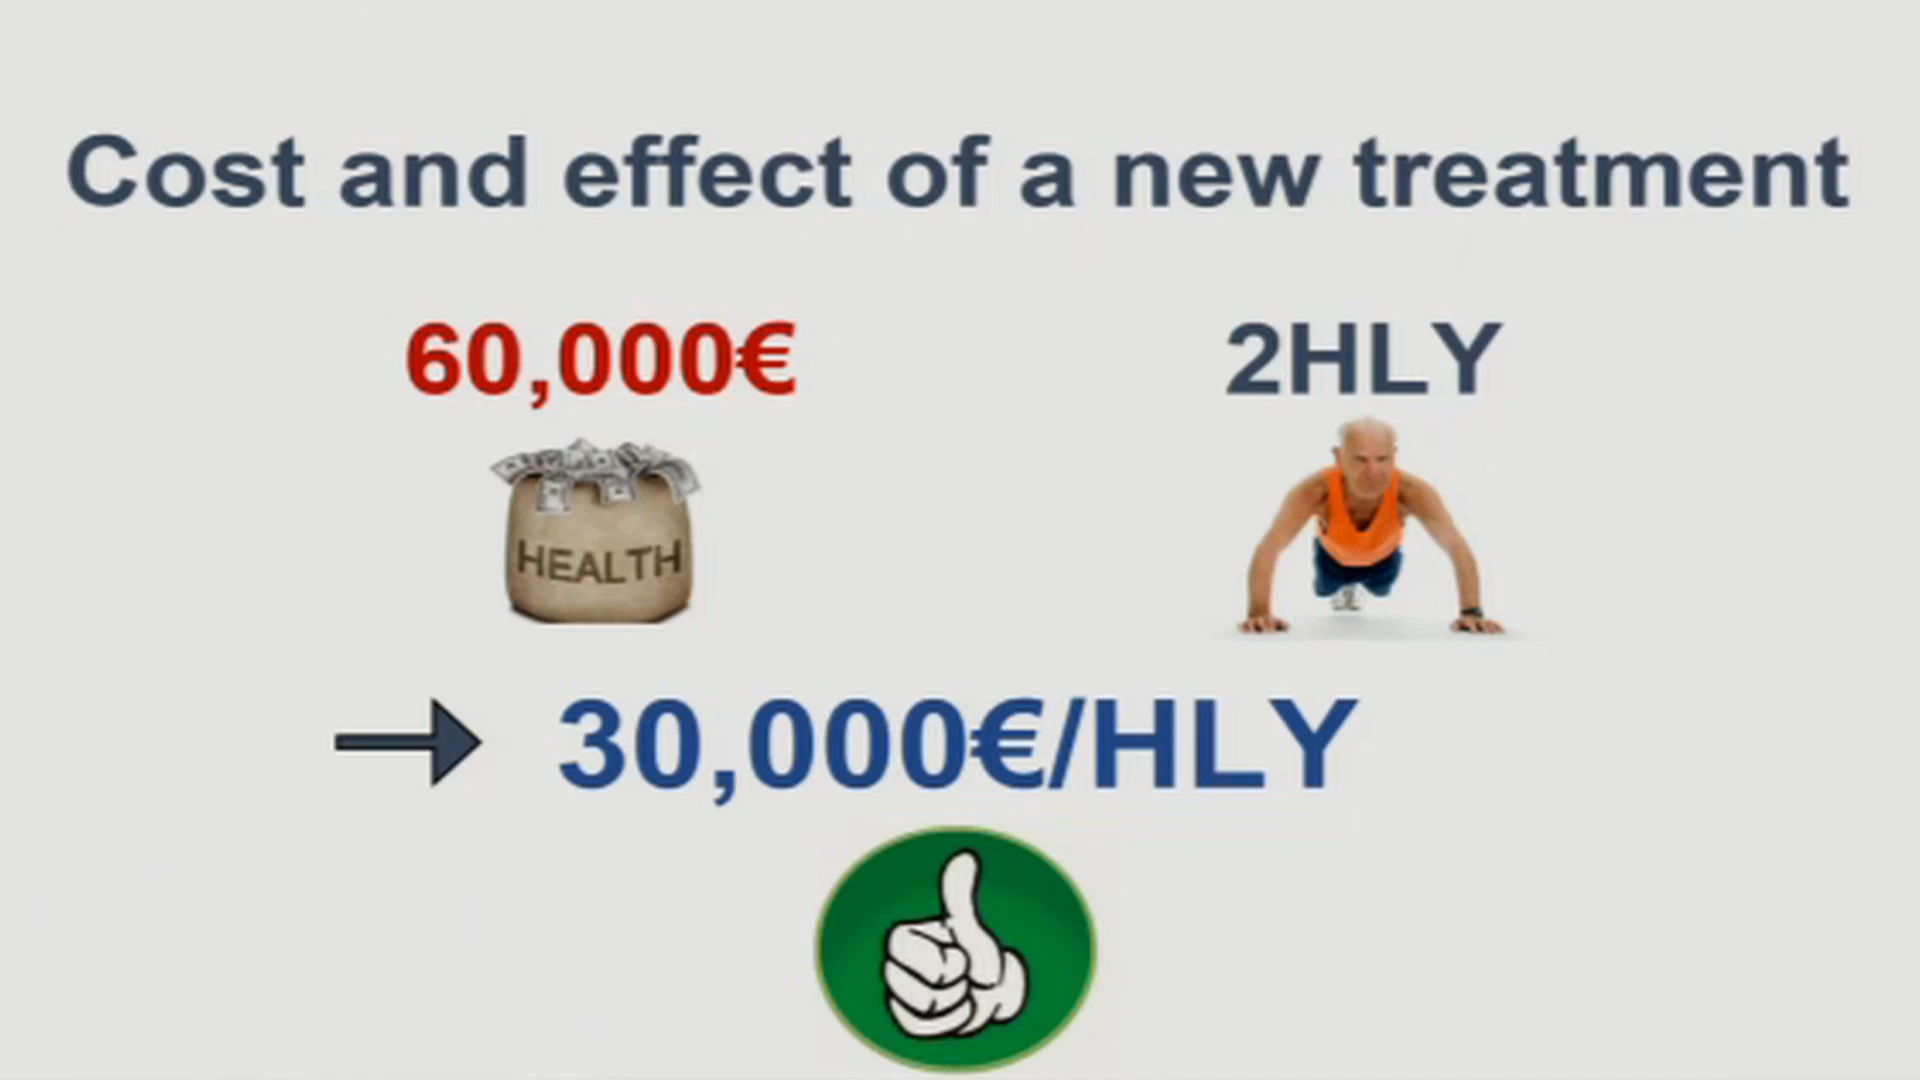 Cost and effect of a new treatment
60,000€
2HLY
HEALTH
30,000€/HLY